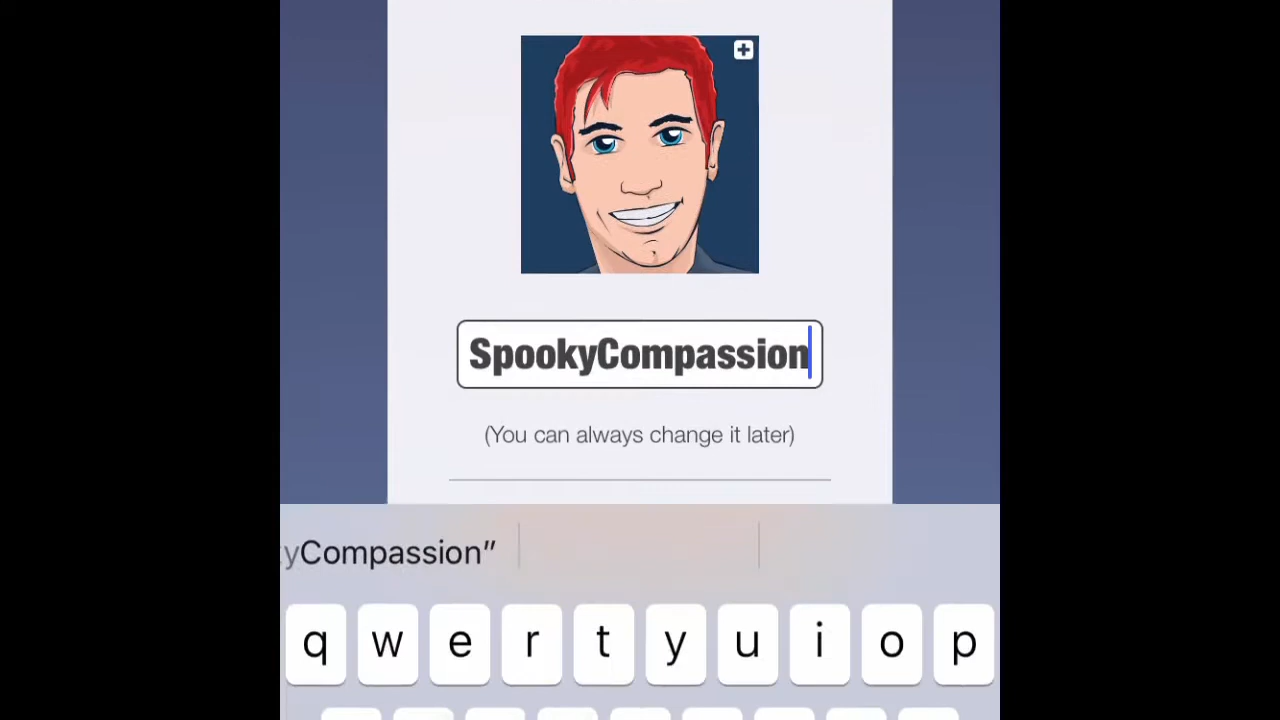 SpookyCompassion
(You can always change it later)
yCompassion”
q w e r t y u i o p